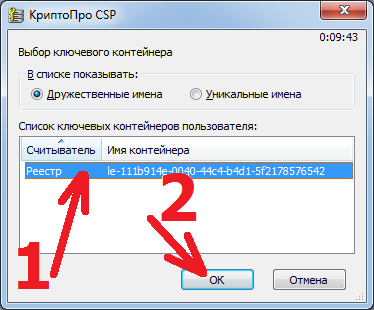 КриптоПро CSP
0:09:43
Выбор ключевого контейнера
В списке показывать:
Дружественные имена
Уникальные имена
Список ключевых контейнеров пользователя:
Считыватель Имя контейнера
Реестр le-111b914e-0040-44c4-b4d1-5f2178576542
1
2
OK
Отмена